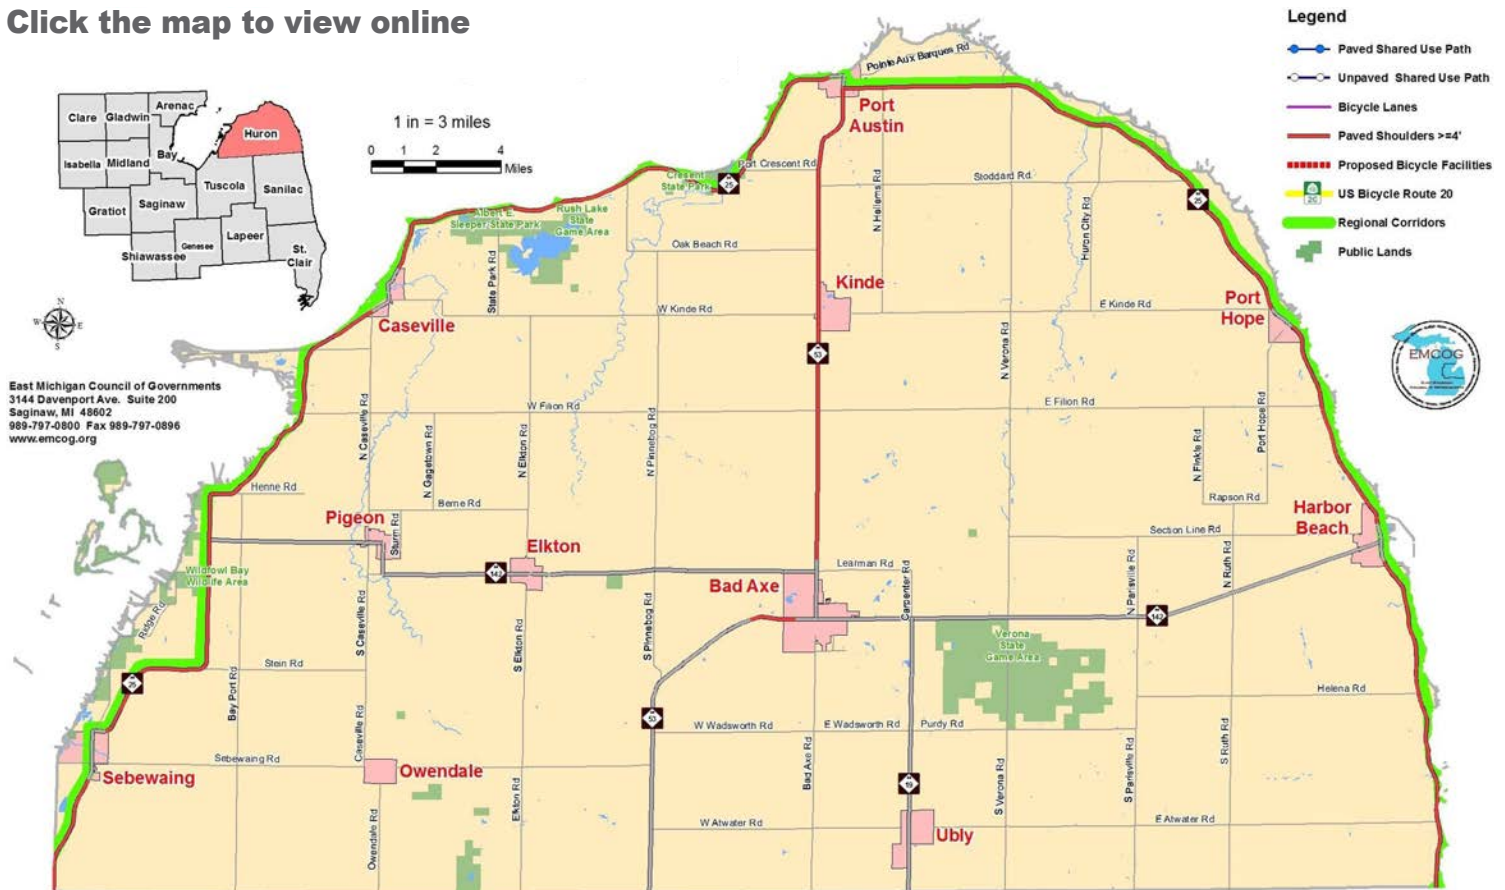 Click the map to view online
Legend
Paved Shared Use Path
Unpaved Shared Use Path
Bicycle Lanes
Paved Shoulders >=4'
Proposed Bicycle Facilities
20
US Bicycle Route 20
Regional Corridors
Public Lands
Clare
Gladwin
Arenac
Huron
Isabella
Midland
Bay
Tuscola
Sanilac
Gratiot
Saginaw
Genesee
Lapeer
Shiawassee
St.
Clair
1 in = 3 miles
0 1 2 4
Miles
N
W E
S
East Michigan Council of Governments
3144 Davenport Ave. Suite 200
Saginaw, MI 48602
989-797-0800 Fax 989-797-0896
www.emcog.org
EMCOG
Pointe Aux Barques Rd
Port
Austin
Port Crescent Rd
Cresent
State Park
25
Stoddard Rd
25
N Hellems Rd
Huron City Rd
Albert E.
Sleeper State Park
Rush Lake
State
Game Area
State Park Rd
Oak Beach Rd
Kinde
W Kinde Rd
E Kinde Rd
Port
Hope
Caseville
53
N Verona Rd
W Filion Rd
E Filion Rd
N Caseville Rd
N Gagetown Rd
N Elkton Rd
N Pinnebog Rd
N Finkle Rd
Port Hope Rd
Henne Rd
Berne Rd
Rapson Rd
Pigeon
Sturm Rd
Harbor
Beach
Section Line Rd
Elkton
142
Bad Axe
Learman Rd
Carpenter Rd
N Parisville Rd
N Ruth Rd
Wildfowl Bay
Wildlife Area
Ridge Rd
S Caseville Rd
S Elkton Rd
S Pinnebog Rd
142
Verona
State
Game Area
Stein Rd
25
Bay Port Rd
Helena Rd
Caseville Rd
53
W Wadsworth Rd
E Wadsworth Rd
Purdy Rd
Bad Axe Rd
S Verona Rd
S Parisville Rd
S Ruth Rd
Sebewaing Rd
Sebewaing
Owendale
Elkton Rd
19
Owendale Rd
W Atwater Rd
Ubly
E Atwater Rd